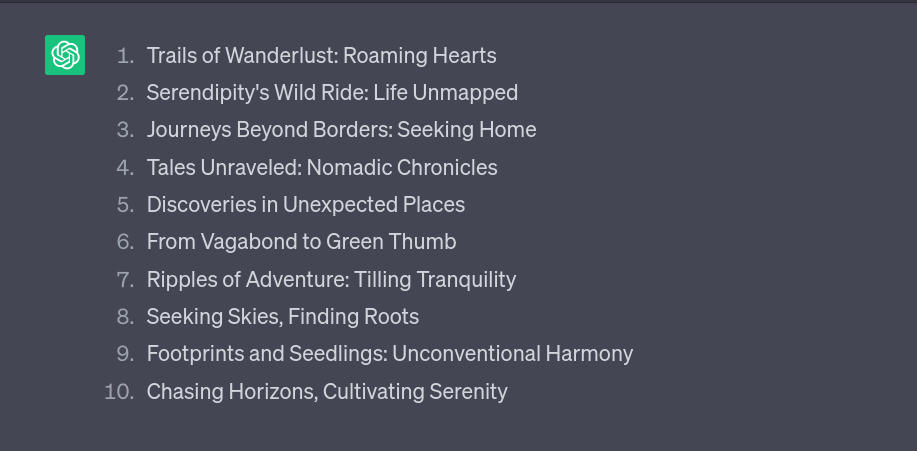 1. Trails of Wanderlust: Roaming Hearts
2. Serendipity's Wild Ride: Life Unmapped
3. Journeys Beyond Borders: Seeking Home
4. Tales Unraveled: Nomadic Chronicles
5. Discoveries in Unexpected Places
6. From Vagabond to Green Thumb
7. Ripples of Adventure: Tilling Tranquility
8. Seeking Skies, Finding Roots
9. Footprints and Seedlings: Unconventional Harmony
10. Chasing Horizons, Cultivating Serenity